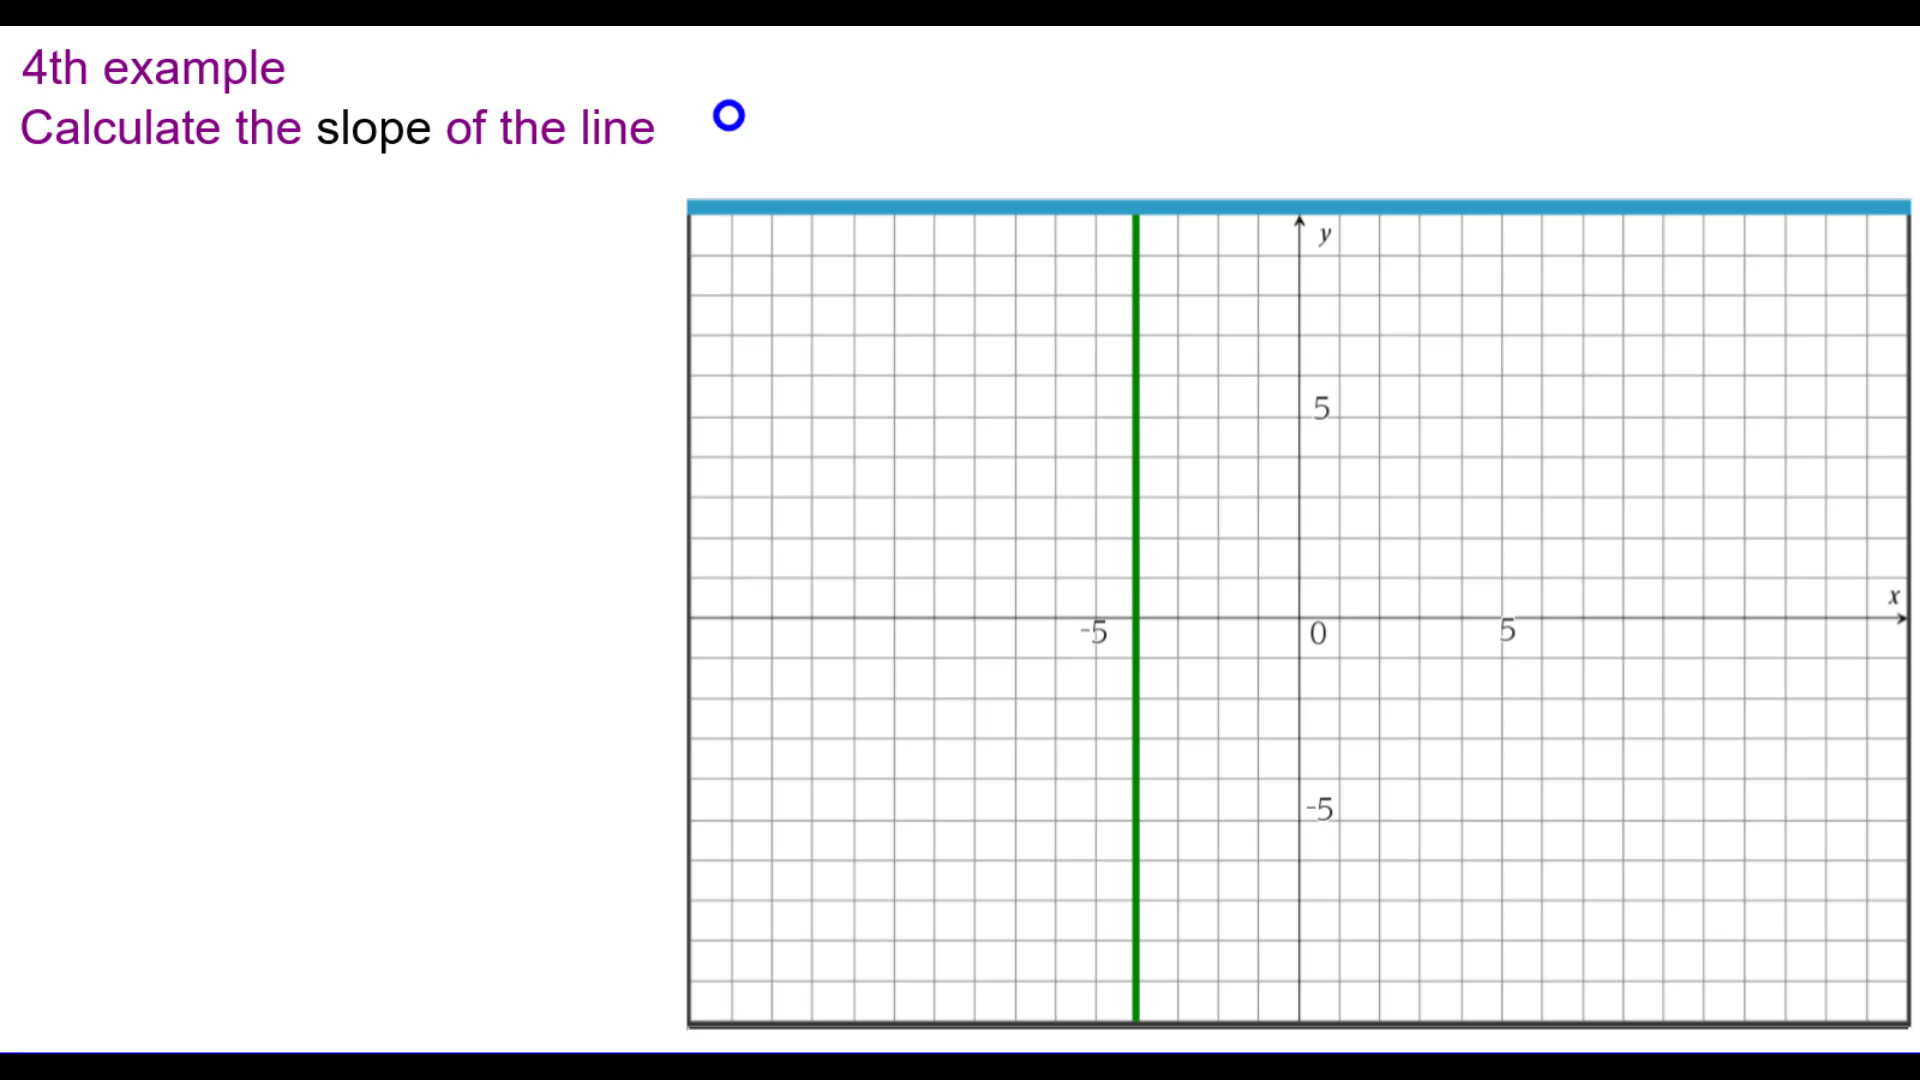 4th example
Calculate the slope of the line
y
5
x
-5 0 5
-5